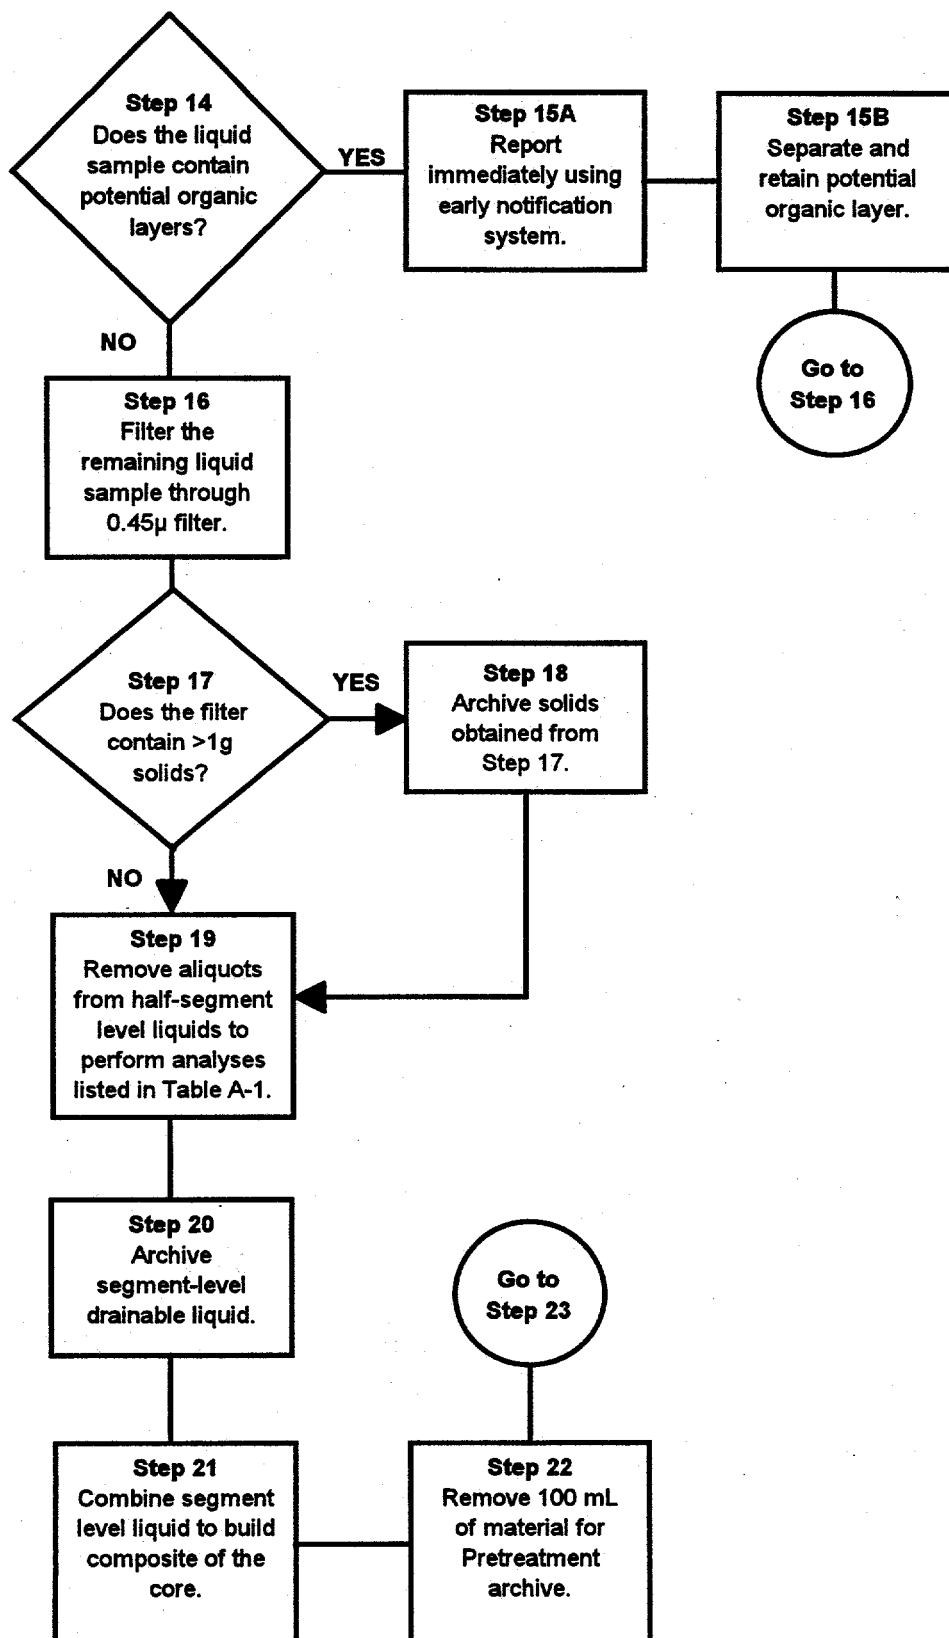 Step 14
Does the liquid
sample contain
potential organic
layers?
YES
Step 15A
Report
immediately using
early notification
system.
Step 15B
Separate and
retain potential
organic layer.
NO
Go to
Step 16
Step 16
Filter the
remaining liquid
sample through
0.45µ filter.
Step 17
Does the filter
contain >1g
solids?
YES
Step 18
Archive solids
obtained from
Step 17.
NO
Step 19
Remove aliquots
from half-segment
level liquids to
perform analyses
listed in Table A-1.
Step 20
Archive
segment-level
drainable liquid.
Go to
Step 23
Step 21
Combine segment
level liquid to build
composite of the
core.
Step 22
Remove 100 mL
of material for
Pretreatment
archive.